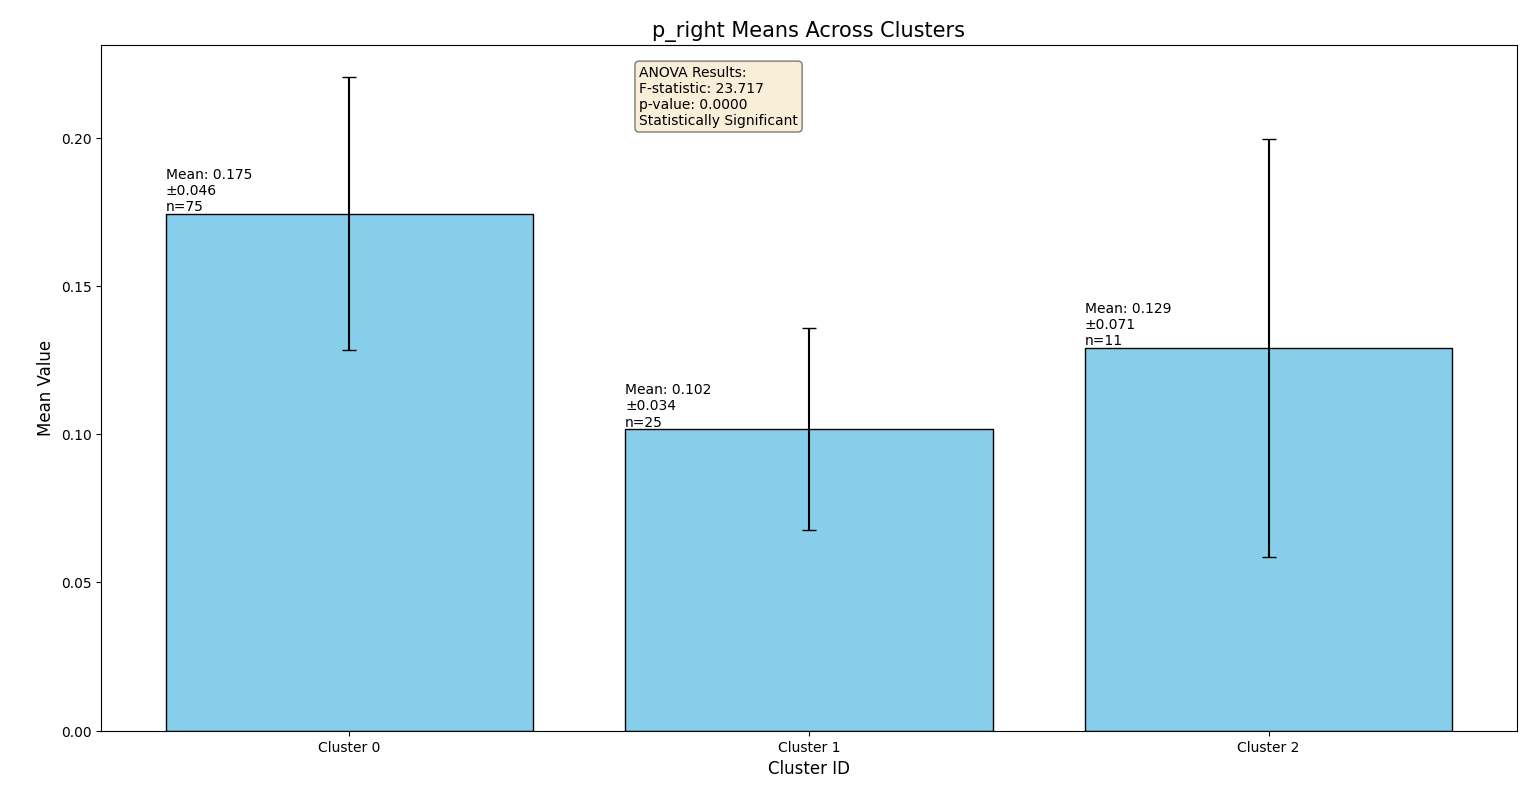 p_right Means Across Clusters
ANOVA Results:
F-statistic: 23.717
p-value: 0.0000
Statistically Significant
Mean: 0.175
±0.046
n=75
Mean: 0.102
±0.034
n=25
Mean: 0.129
±0.071
n=11
Mean Value
0.20
0.15
0.10
0.05
0.00
Cluster 0
Cluster 1
Cluster 2
Cluster ID